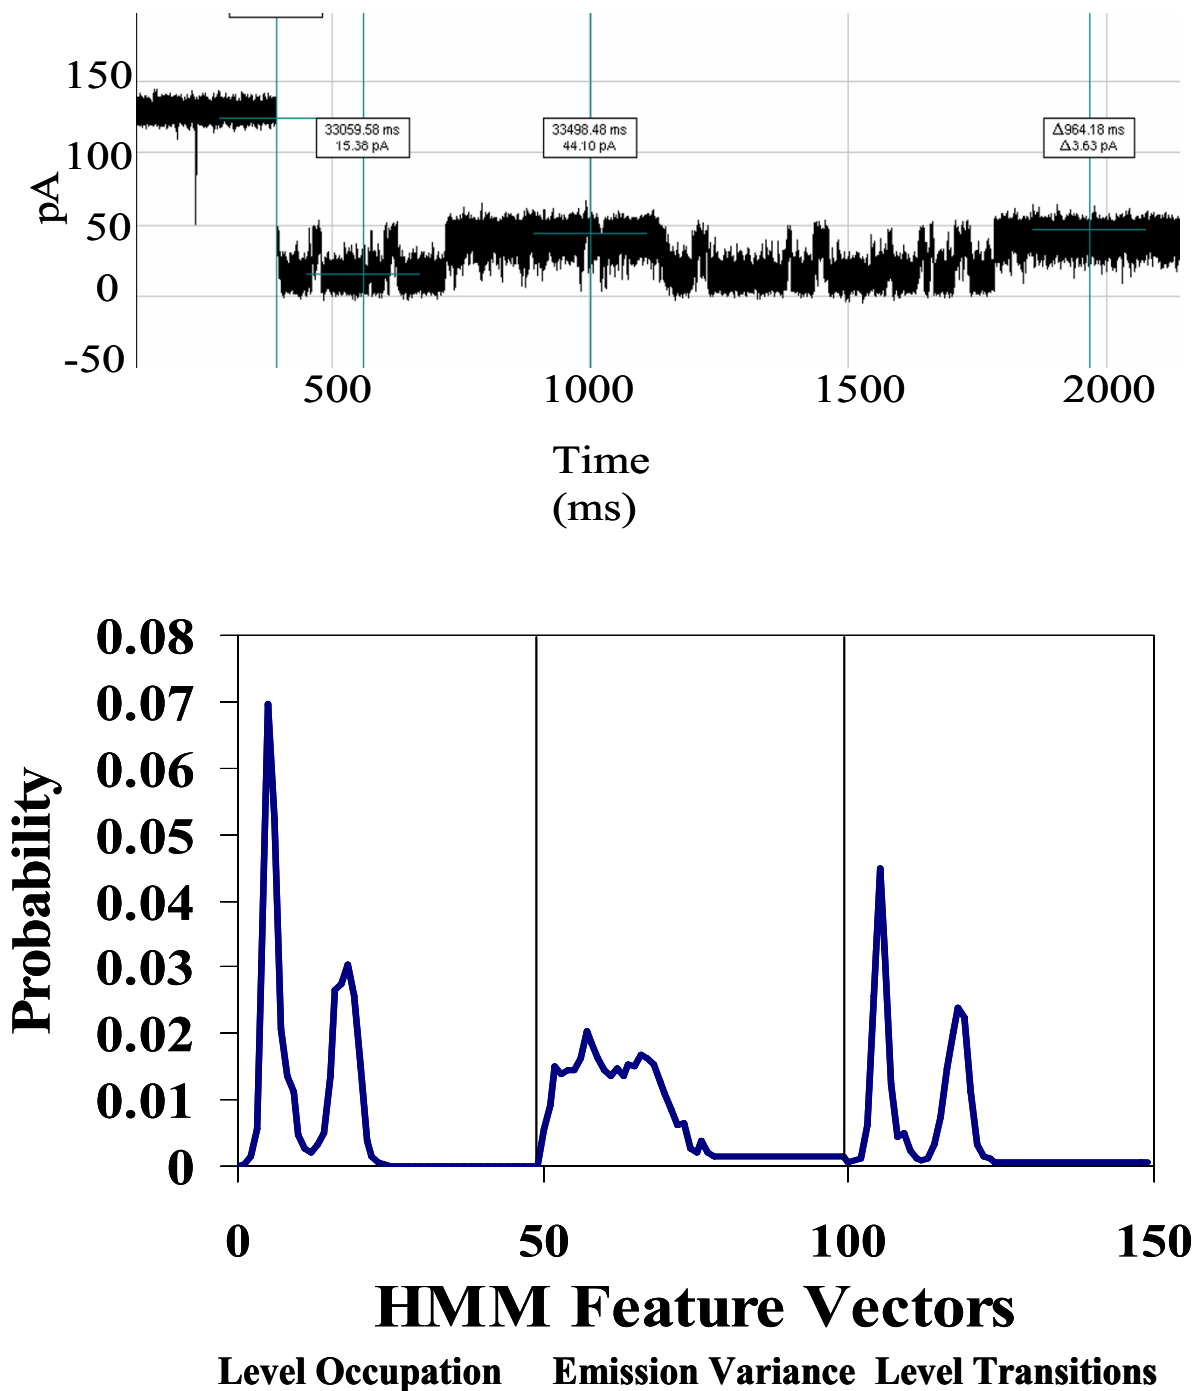 150
33059.58 ms
15.38 pA
33498.48 ms
44.10 pA
Δ964.18 ms
Δ3.63 pA
100
pA
50
0
-50
500
1000
1500
2000
Time
(ms)
0.08
0.07
0.06
0.05
0.04
0.03
0.02
0.01
0
Probability
0
50
100
150
HMM Feature Vectors
Level Occupation
Emission Variance
Level Transitions